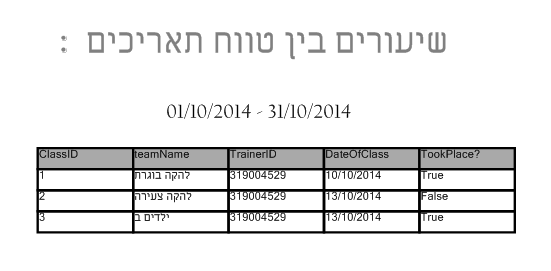 שיעורים בין טווח תאריכים :
01/10/2014 - 31/10/2014
ClassID teamName TrainerID DateOfClass TookPlace?
1 להקה בוגרת 319004529 10/10/2014 True
2 להקה צעירה 319004529 13/10/2014 False
3 ילדים ב 319004529 13/10/2014 True